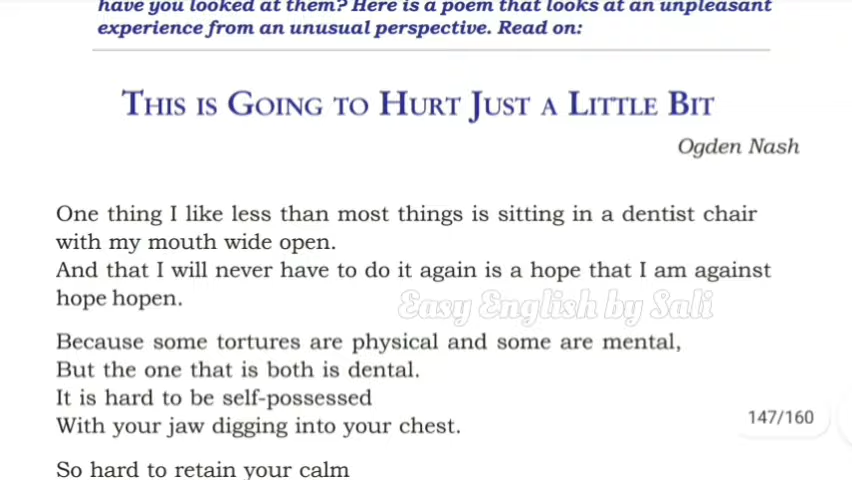 have you looked at them? Here is a poem that looks at an unpleasant
experience from an unusual perspective. Read on:
THIS IS GOING TO HURT JUST A LITTLE BIT
Ogden Nash
One thing I like less than most things is sitting in a dentist chair
with my mouth wide open.
And that I will never have to do it again is a hope that I am against
hope hopen.
Easy English by Sali
Because some tortures are physical and some are mental,
But the one that is both is dental.
It is hard to be self-possessed
With your jaw digging into your chest.
147/160
So hard to retain your calm